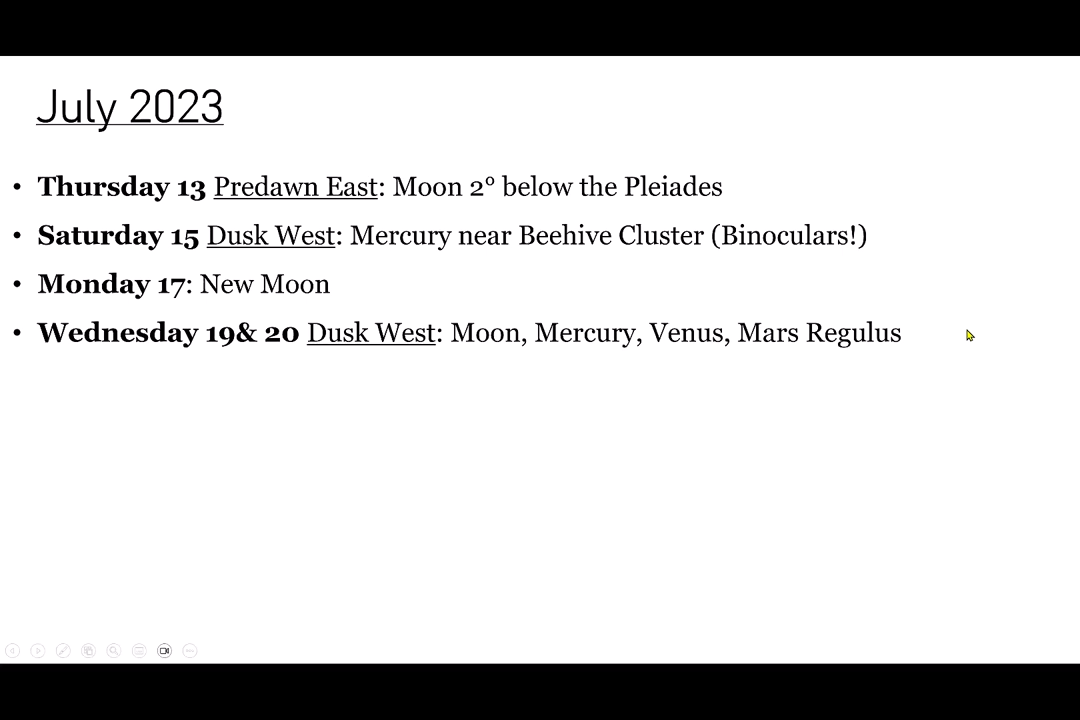 July 2023
• Thursday 13 Predawn East: Moon 2° below the Pleiades
• Saturday 15 Dusk West: Mercury near Beehive Cluster (Binoculars!)
• Monday 17: New Moon
• Wednesday 19& 20 Dusk West: Moon, Mercury, Venus, Mars Regulus